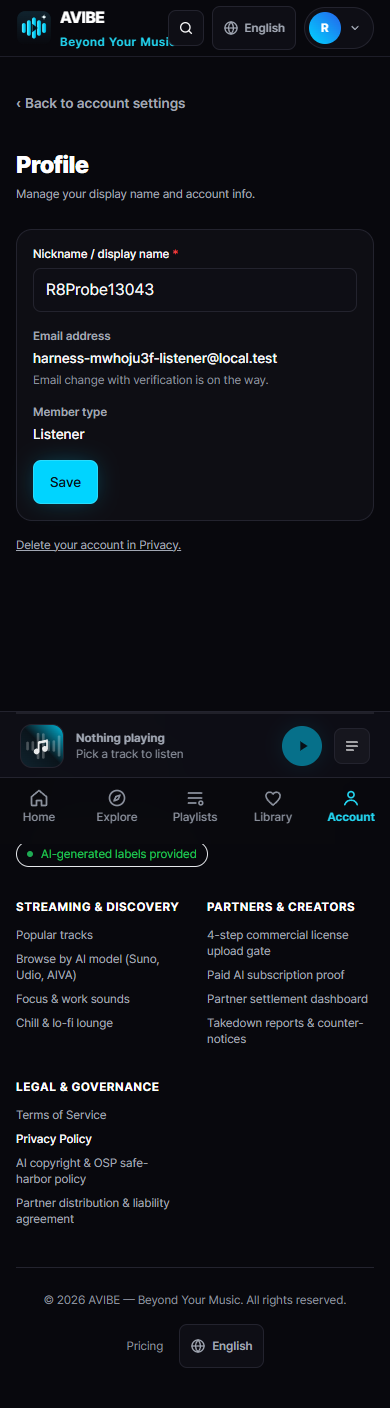 AVIBE
Beyond Your Music
English
R
‹ Back to account settings
Profile
Manage your display name and account info.
Nickname / display name *
R8Probe13043
Email address
harness-mwhoju3f-listener@local.test
Email change with verification is on the way.
Member type
Listener
Save
Delete your account in Privacy.
Nothing playing
Pick a track to listen
Home
Explore
Playlists
Library
Account
AI-generated labels provided
STREAMING & DISCOVERY
Popular tracks
Browse by AI model (Suno,
Udio, AIVA)
Focus & work sounds
Chill & lo-fi lounge
PARTNERS & CREATORS
4-step commercial license
upload gate
Paid AI subscription proof
Partner settlement dashboard
Takedown reports & counter-
notices
LEGAL & GOVERNANCE
Terms of Service
Privacy Policy
AI copyright & OSP safe-
harbor policy
Partner distribution & liability
agreement
© 2026 AVIBE — Beyond Your Music. All rights reserved.
Pricing
English